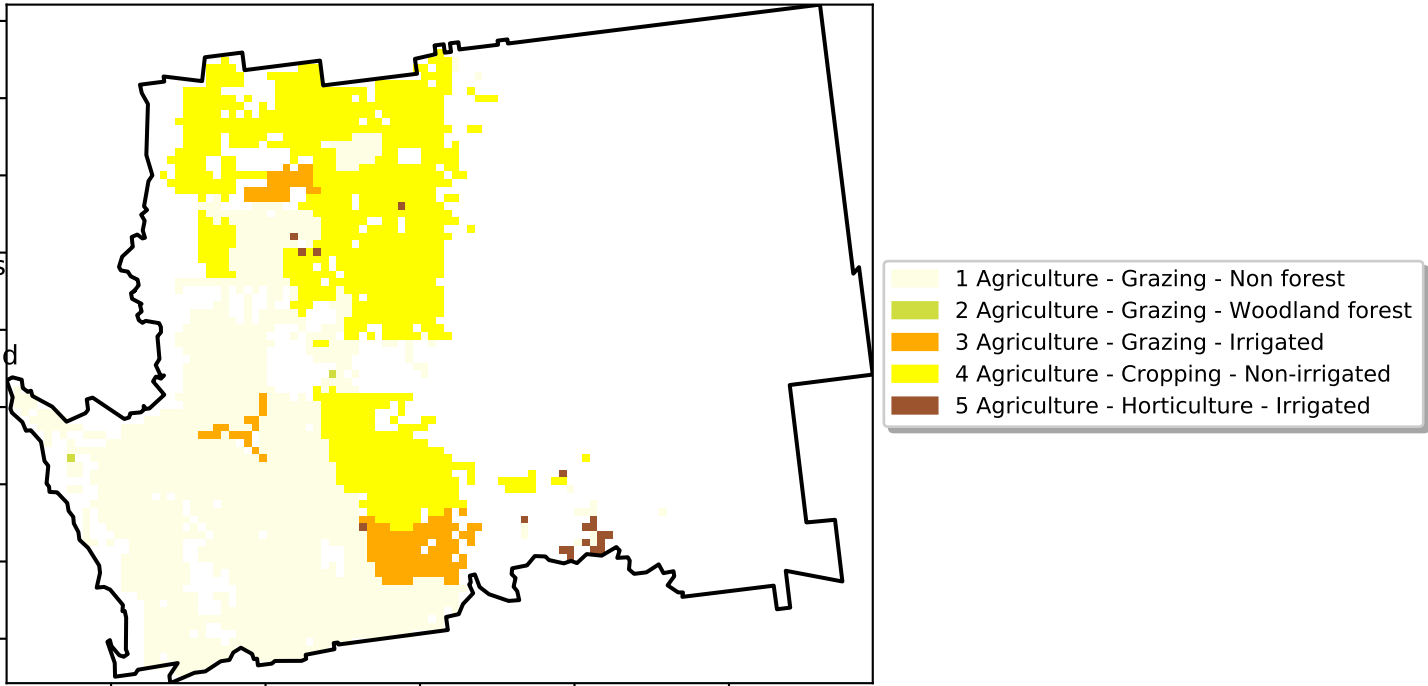 s
d
1 Agriculture - Grazing - Non forest
2 Agriculture - Grazing - Woodland forest
3 Agriculture - Grazing - Irrigated
4 Agriculture - Cropping - Non-irrigated
5 Agriculture - Horticulture - Irrigated